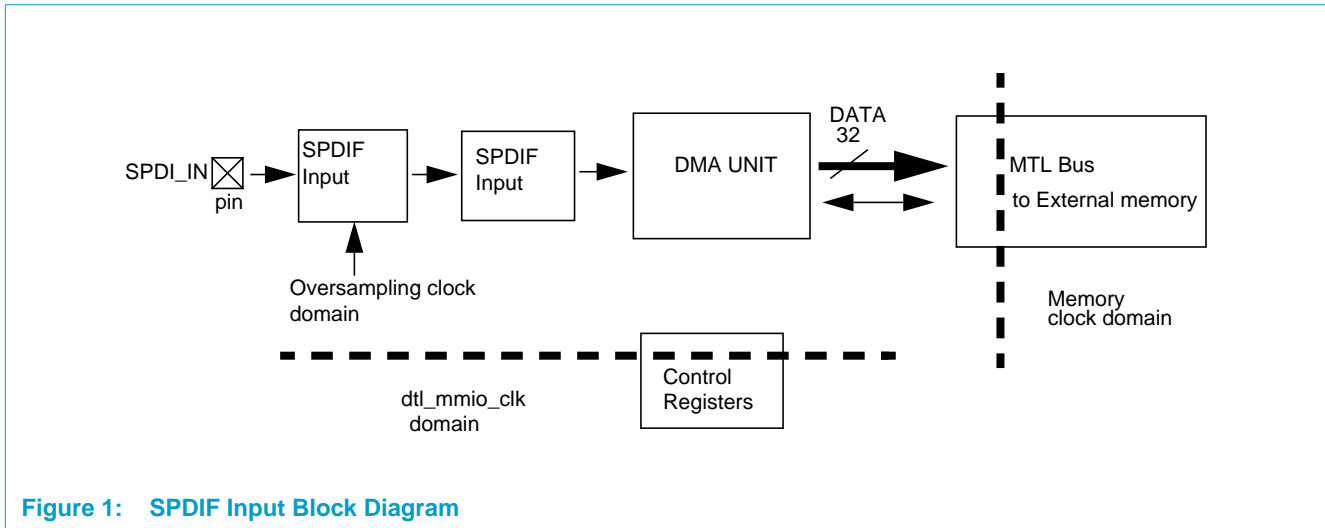 SPDI_IN
pin
SPDIF
Input
SPDIF
Input
DMA UNIT
DATA
32
MTL Bus
to External memory
Oversampling clock
domain
Memory
clock domain
Control
Registers
dtl_mmio_clk
domain
Figure 1: SPDIF Input Block Diagram